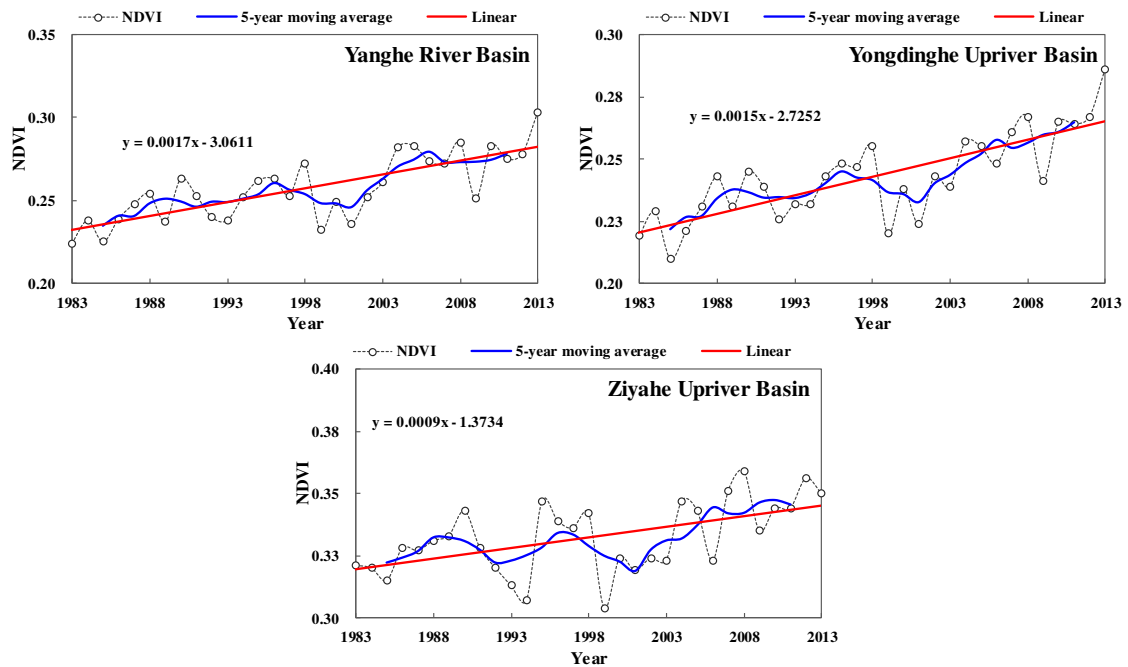 NDVI 5-year moving average Linear
0.35
Yanghe River Basin
0.30
y = 0.0017x - 3.0611
NDVI
0.25
0.20
1983 1988 1993 1998 2003 2008 2013
Year
NDVI 5-year moving average Linear
0.30
Yongdinghe Upriver Basin
0.28
y = 0.0015x - 2.7252
NDVI
0.25
0.23
0.20
1983 1988 1993 1998 2003 2008 2013
Year
NDVI 5-year moving average Linear
0.40
Ziyahe Upriver Basin
y = 0.0009x - 1.3734
0.38
NDVI
0.35
0.33
0.30
1983 1988 1993 1998 2003 2008 2013
Year